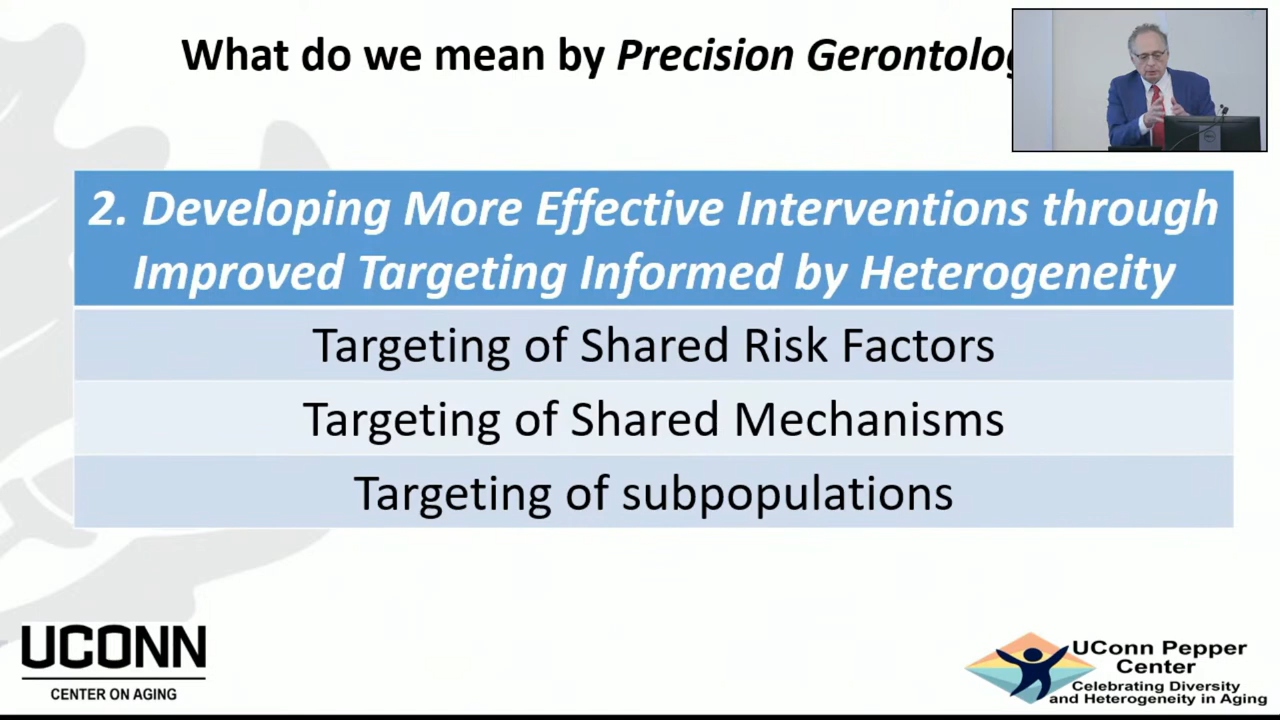 What do we mean by Precision Gerontolog
2. Developing More Effective Interventions through
Improved Targeting Informed by Heterogeneity
Targeting of Shared Risk Factors
Targeting of Shared Mechanisms
Targeting of subpopulations
UCONN
CENTER ON AGING
UConn Pepper
Center
Celebrating Diversity
and Heterogeneity in Aging